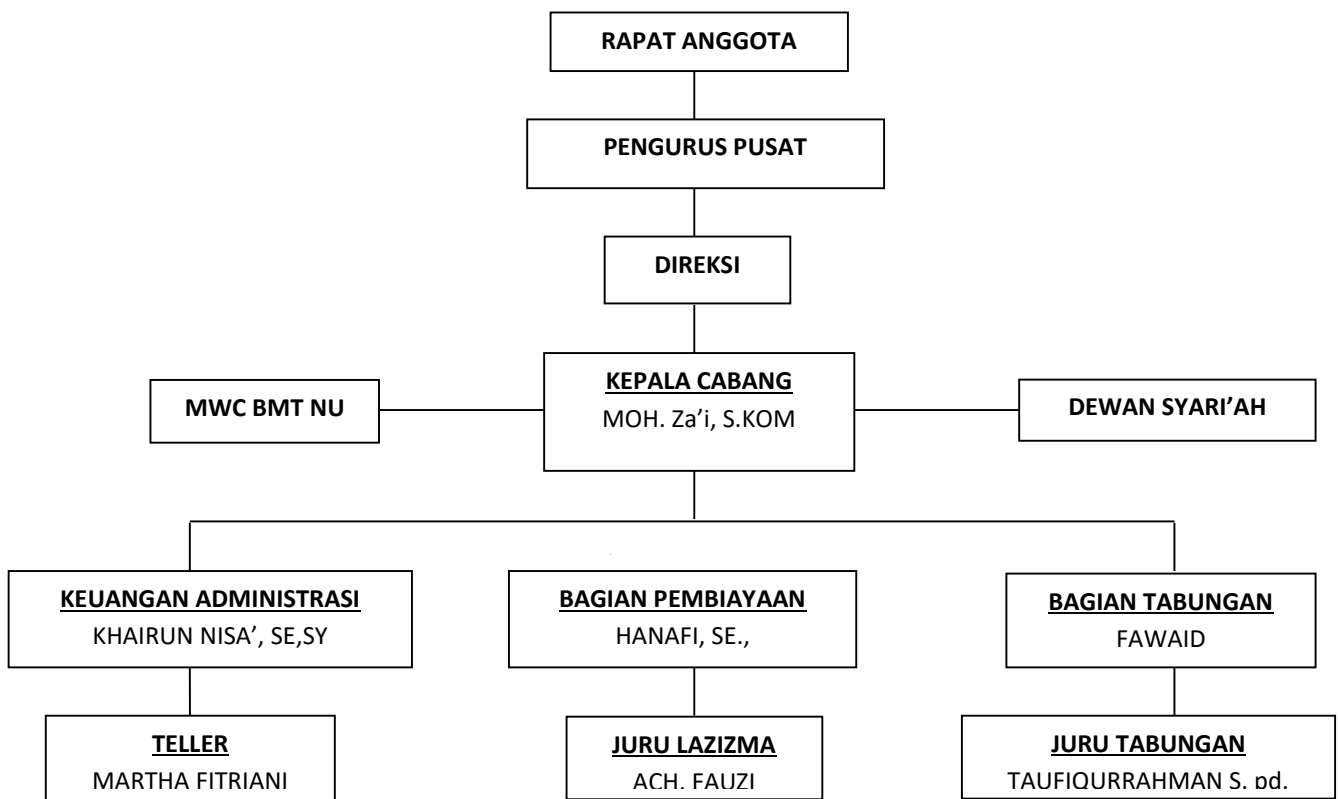 RAPAT ANGGOTA
PENGURUS PUSAT
DIREKSI
MWC BMT NU
KEPALA CABANG
MOH. Za’i, S.KOM
DEWAN SYARI’AH
KEUANGAN ADMINISTRASI
KHAIRUN NISA’, SE,SY
BAGIAN PEMBIAYAAN
HANAFI, SE.,
BAGIAN TABUNGAN
FAWAID
TELLER
MARTHA FITRIANI
JURU LAZIZMA
ACH. FAUZI
JURU TABUNGAN
TAUFIQURRAHMAN S. pd.